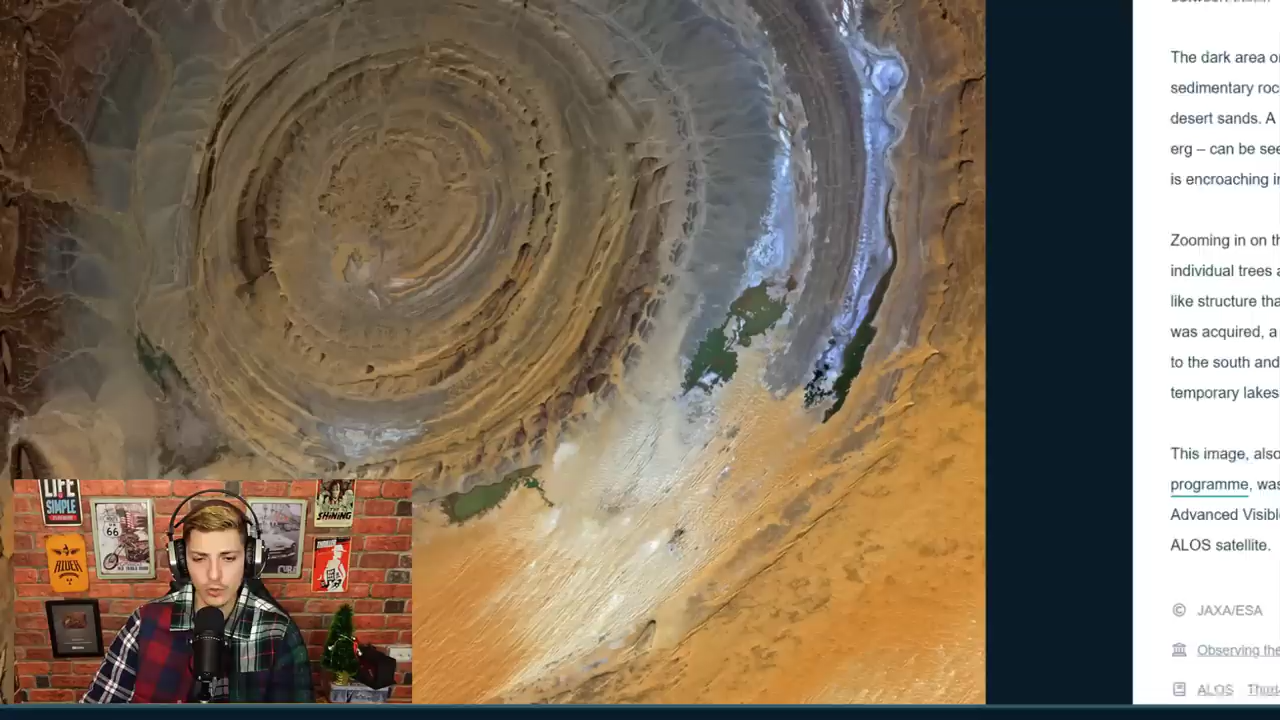 The dark area o
sedimentary roc
desert sands. A
erg – can be see
is encroaching i
Zooming in on th
individual trees a
like structure tha
was acquired, a
to the south and
temporary lakes
This image, also
programme, was
Advanced Visibl
ALOS satellite.
© JAXA/ESA
Observing the
ALOS
LIFE
SIMPLE
66
THE
SHiNiNG
RIDER